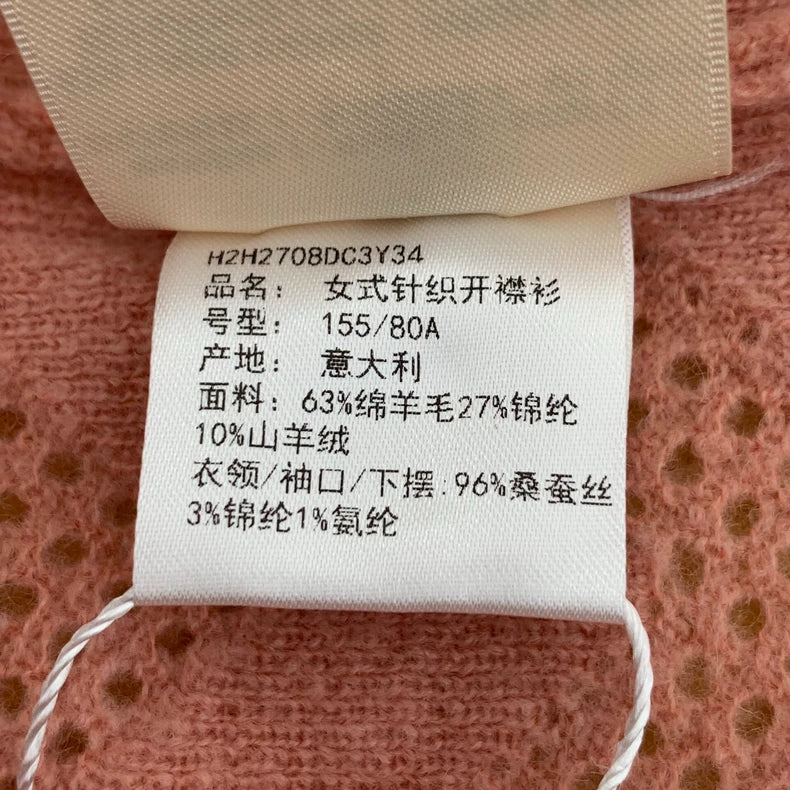 H2H2708DC3Y34
品名： 女式针织开襟衫
号型： 155/80A
产地： 意大利
面料：63%绵羊毛27%锦纶
10%山羊绒
衣领/袖口/下摆:96%桑蚕丝
3%锦纶1%氨纶